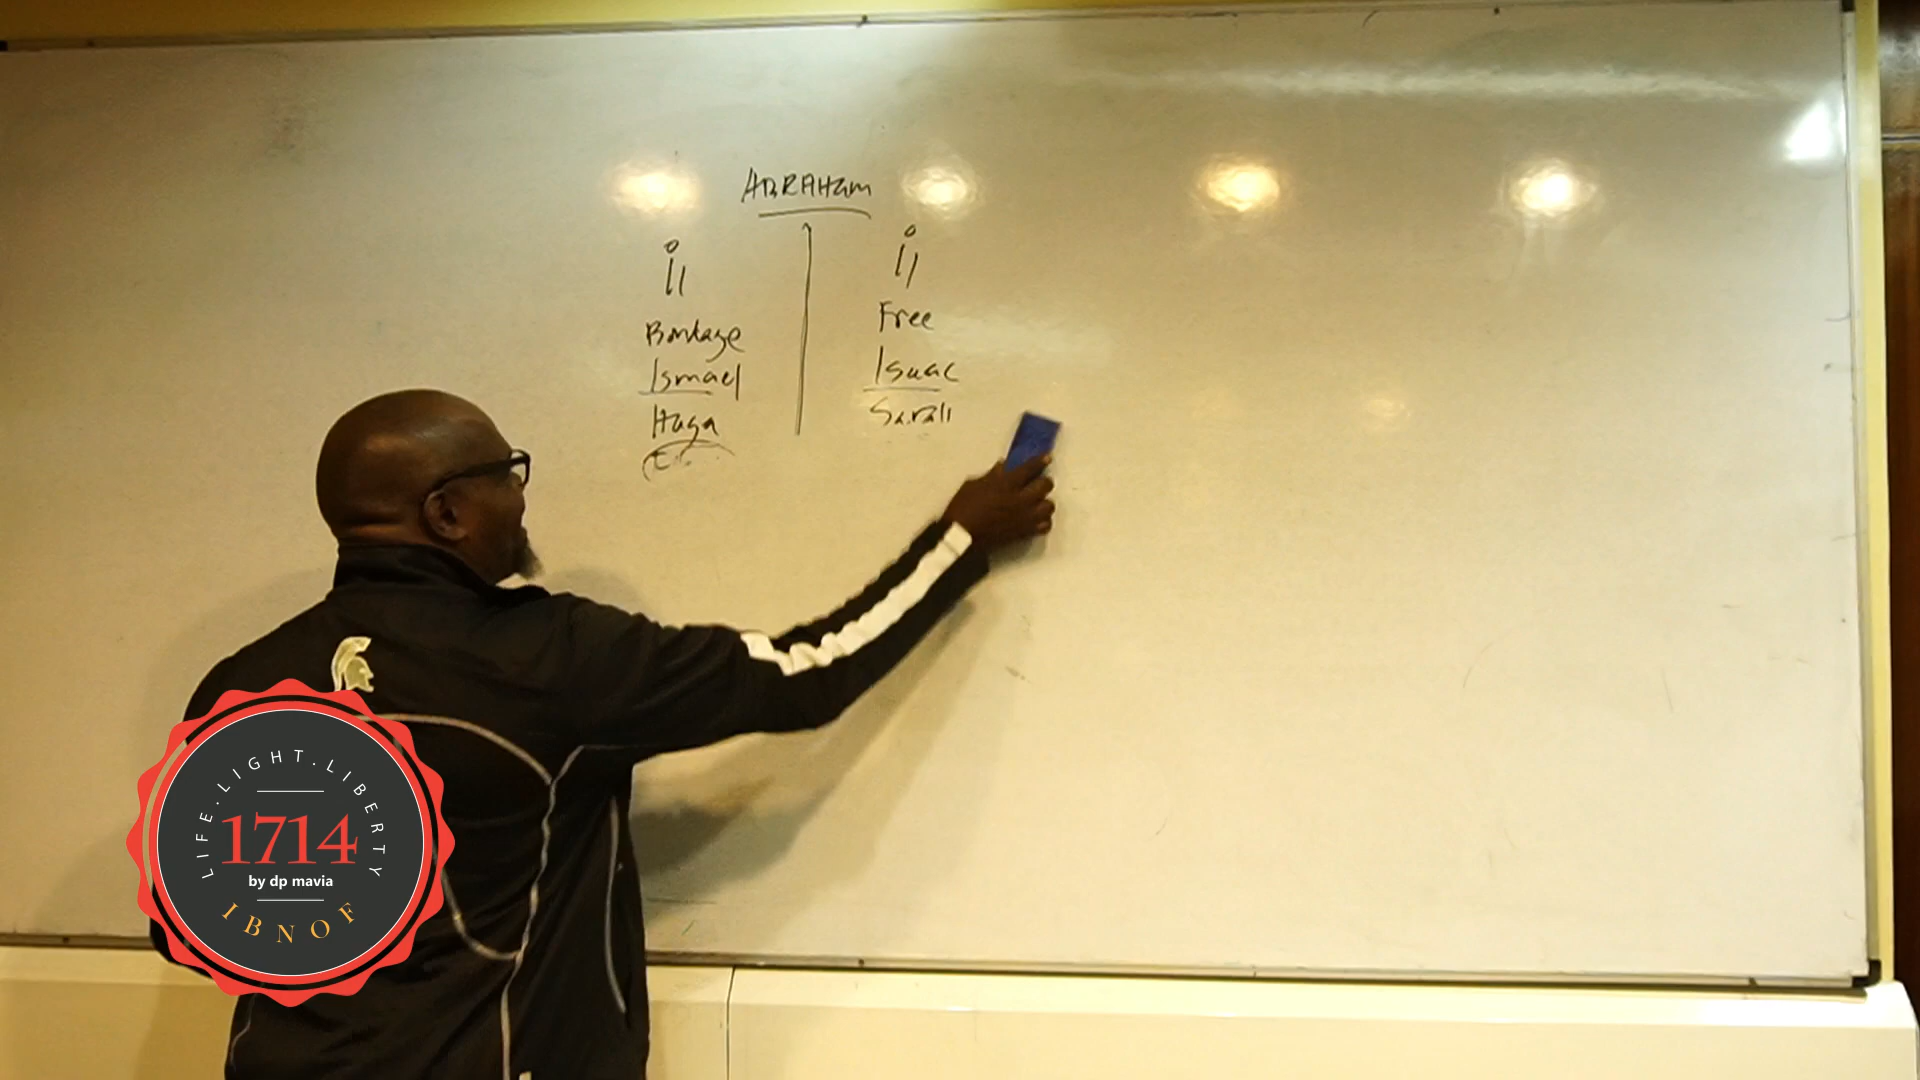 ABRAHam
Bondage
Ismael
Haga
Free
Isaac
Sarah
LIFE.LIGHT.LIBERTY
1714
by dp mavia
IBNOF